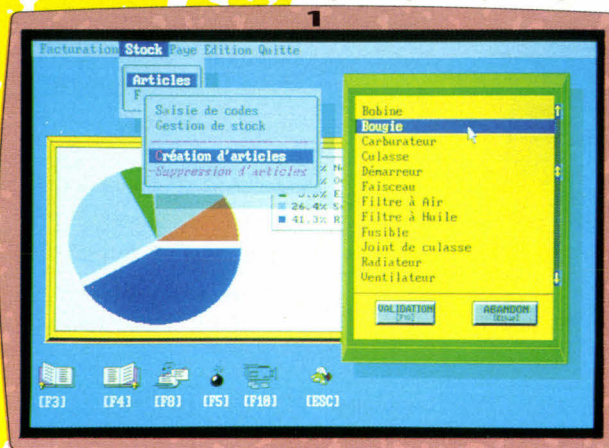 1
Facturation Stock Page Edition Quitte
Articles
F
Saisie de codes
Gestion de stock
Création d'articles
Suppression d'articles
26.4%
41.3%
Bobine
Bougie
Carburateur
Culasse
Démarreur
Faisceau
Filtre à Air
Filtre à Huile
Fusible
Joint de culasse
Radiateur
Ventilateur
VALIDATION
[F10]
ABANDON
[F3] [F4] [F8] [F5] [F10] [ESC]